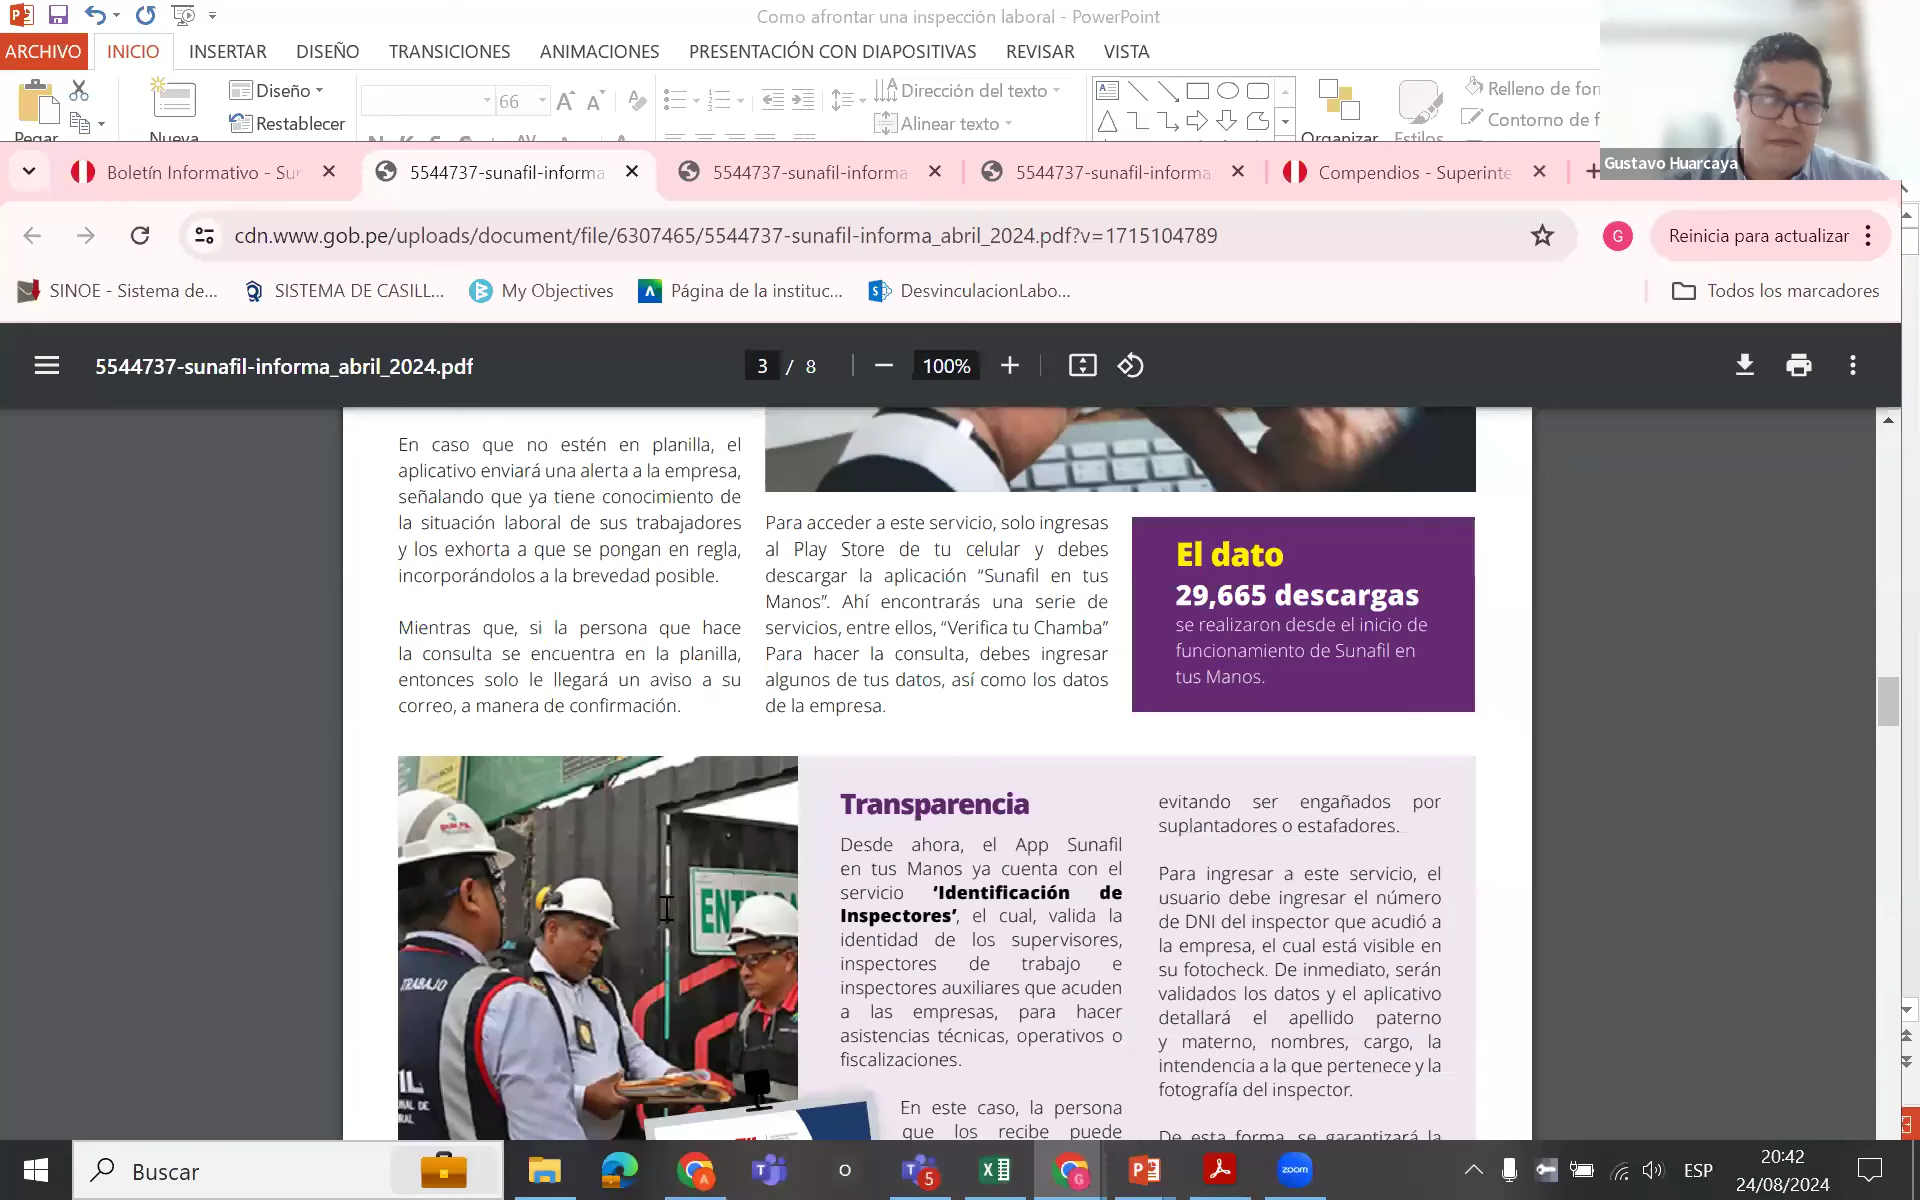 Como afrontar una inspección laboral - PowerPoint
ARCHIVO INICIO INSERTAR DISEÑO TRANSICIONES ANIMACIONES PRESENTACIÓN CON DIAPOSITIVAS REVISAR VISTA
Pegar
Nueva
Diseño
Restablecer
66
Dirección del texto
Alinear texto
Organizar
Estilos
Relleno de for
Contorno de f
Gustavo Huarcaya
Boletín Informativo - Su
5544737-sunafil-informa
5544737-sunafil-informa
5544737-sunafil-informa
Compendios - Superinte
cdn.www.gob.pe/uploads/document/file/6307465/5544737-sunafil-informa_abril_2024.pdf?v=1715104789
G
Reinicia para actualizar
SINOE - Sistema de...
SISTEMA DE CASILL...
My Objectives
Página de la instituc...
DesvinculacionLabo...
Todos los marcadores
5544737-sunafil-informa_abril_2024.pdf
3 / 8
100%
En caso que no estén en planilla, el
aplicativo enviará una alerta a la empresa,
señalando que ya tiene conocimiento de
la situación laboral de sus trabajadores
y los exhorta a que se pongan en regla,
incorporándolos a la brevedad posible.
Mientras que, si la persona que hace
la consulta se encuentra en la planilla,
entonces solo le llegará un aviso a su
correo, a manera de confirmación.
Para acceder a este servicio, solo ingresas
al Play Store de tu celular y debes
descargar la aplicación “Sunafil en tus
Manos”. Ahí encontrarás una serie de
servicios, entre ellos, “Verifica tu Chamba”
Para hacer la consulta, debes ingresar
algunos de tus datos, así como los datos
de la empresa.
El dato
29,665 descargas
se realizaron desde el inicio de
funcionamiento de Sunafil en
tus Manos.
TRABAJO
Transparencia
Desde ahora, el App Sunafil
en tus Manos ya cuenta con el
servicio ‘Identificación de
Inspectores’, el cual, valida la
identidad de los supervisores,
inspectores de trabajo e
inspectores auxiliares que acuden
a las empresas, para hacer
asistencias técnicas, operativos o
fiscalizaciones.
En este caso, la persona
que los recibe puede
evitando ser engañados por
suplantadores o estafadores.
Para ingresar a este servicio, el
usuario debe ingresar el número
de DNI del inspector que acudió a
la empresa, el cual está visible en
su fotocheck. De inmediato, serán
validados los datos y el aplicativo
detallará el apellido paterno
y materno, nombres, cargo, la
intendencia a la que pertenece y la
fotografía del inspector.
De esta forma, se garantizará la
Buscar
5
zoom
ESP
20:42
24/08/2024